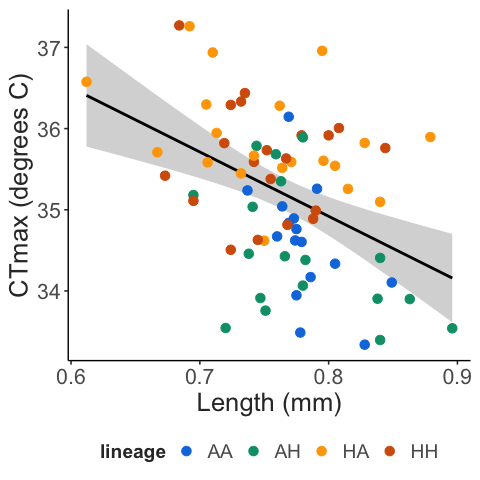 CTmax (degrees C)
37
36
35
34
0.6 0.7 0.8 0.9
Length (mm)
lineage AA AH HA HH